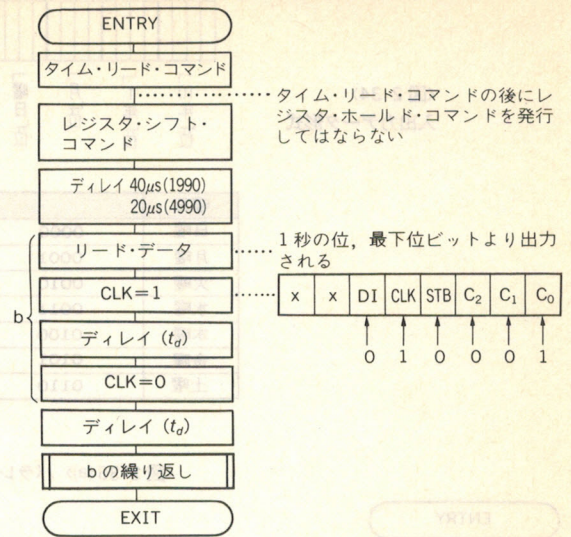 ENTRY
タイム・リード・コマンド
タイム・リード・コマンドの後にレ
ジスタ・ホールド・コマンドを発行
してはならない
レジスタ・シフト・
コマンド
ディレイ 40μs(1990)
20μs(4990)
b
リード・データ
1秒の位，最下位ビットより出力
される
CLK=1
x x DI CLK STB C₂ C₁ C₀
0 1 0 0 0 1
ディレイ (td)
CLK=0
ディレイ (td)
bの繰り返し
EXIT